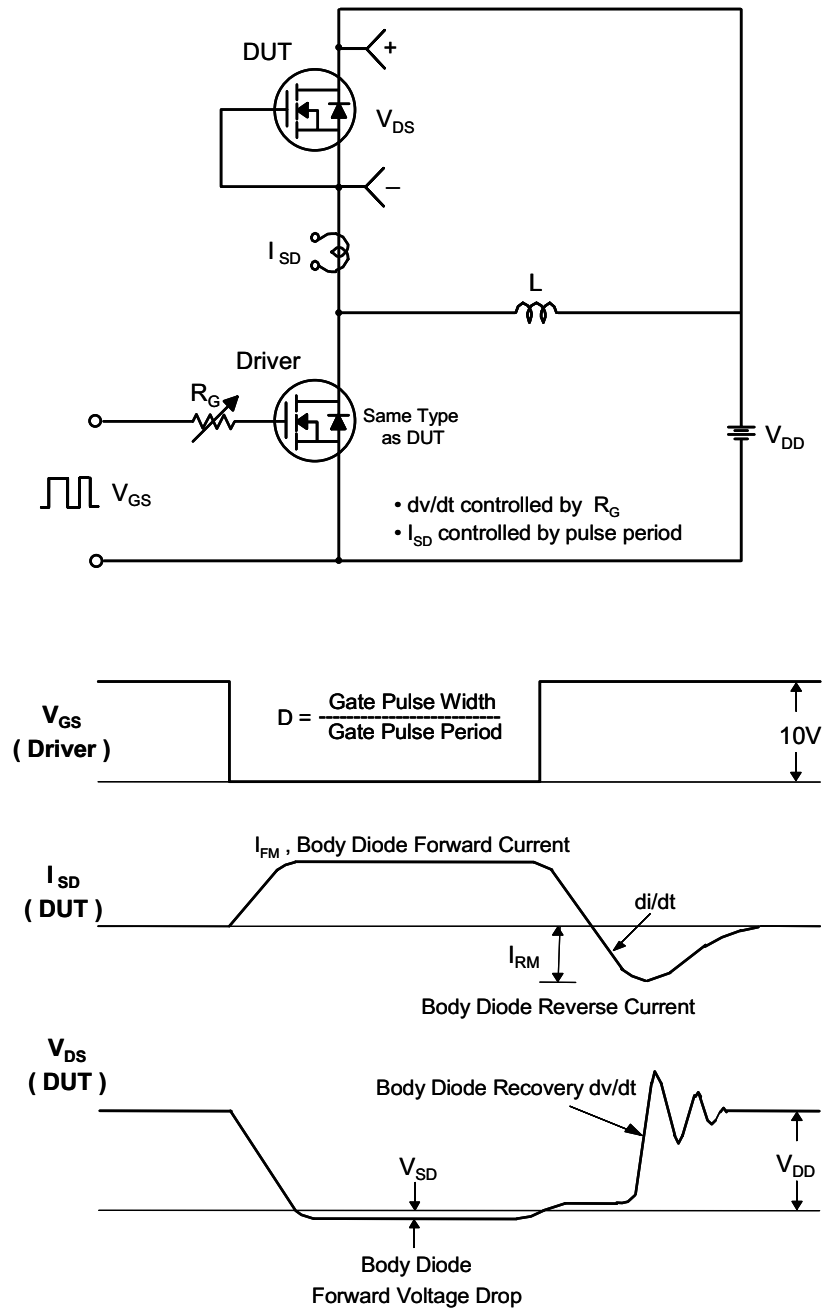 DUT
+
V_DS
–
I_SD
L
Driver
R_G
Same Type
as DUT
V_DD
V_GS
• dv/dt controlled by R_G
• I_SD controlled by pulse period
V_GS
( Driver )
D = Gate Pulse Width
Gate Pulse Period
10V
I_FM , Body Diode Forward Current
I_SD
( DUT )
di/dt
I_RM
Body Diode Reverse Current
V_DS
( DUT )
Body Diode Recovery dv/dt
V_SD
V_DD
Body Diode
Forward Voltage Drop